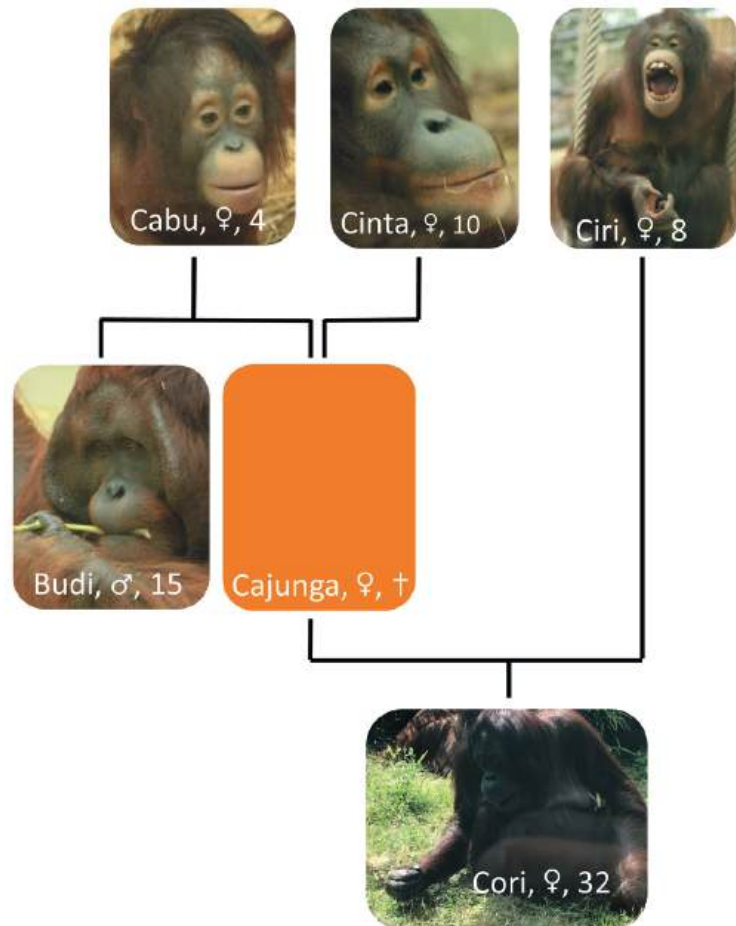 Cabu, ♀, 4
Cinta, ♀, 10
Ciri, ♀, 8
Budi, ♂, 15
Cajunga, ♀, †
Cori, ♀, 32